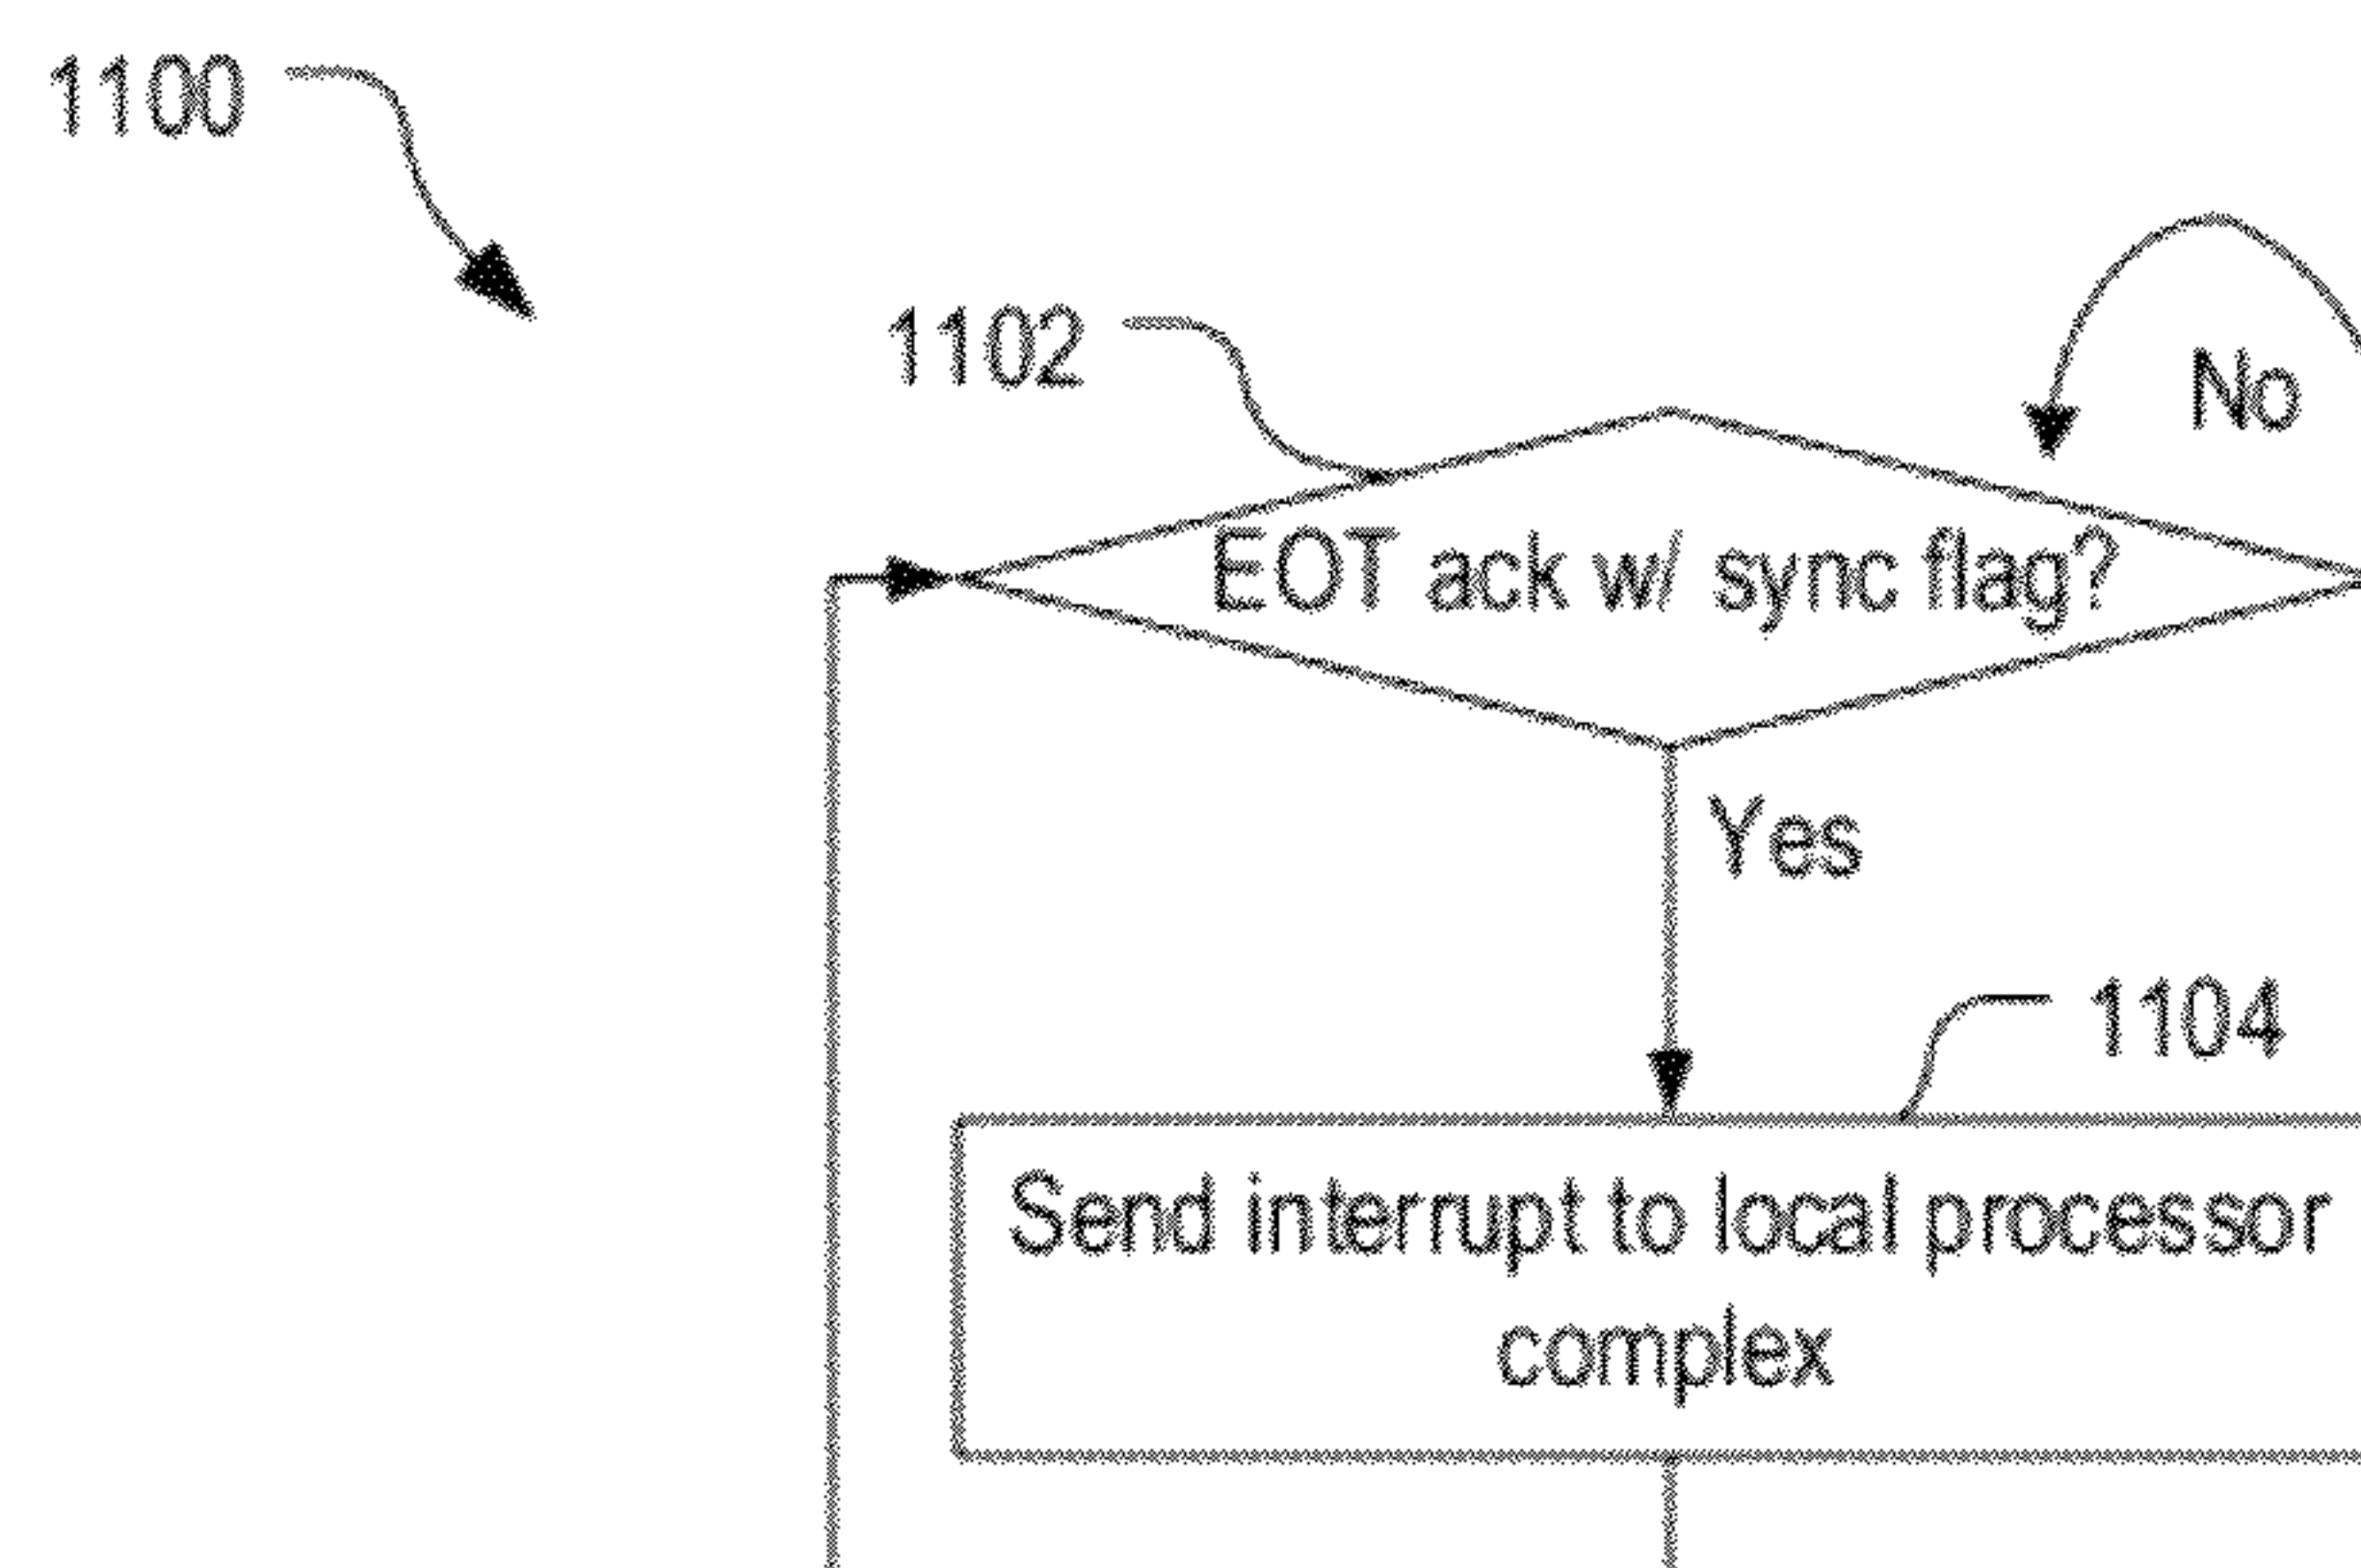 1100
1102
No
EOT ack w/ sync flag?
Yes
1104
Send interrupt to local processor
complex